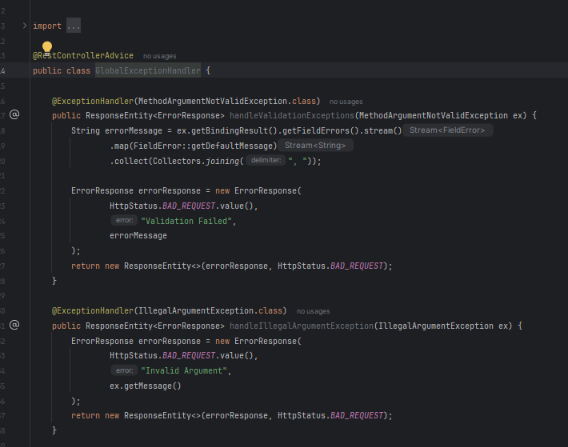 import ...
@RestControllerAdvice no usages
public class GlobalExceptionHandler {
@ExceptionHandler(MethodArgumentNotValidException.class) no usages
public ResponseEntity<ErrorResponse> handleValidationExceptions(MethodArgumentNotValidException ex) {
String errorMessage = ex.getBindingResult().getFieldErrors().stream() Stream<FieldError>
.map(FieldError::getDefaultMessage) Stream<String>
.collect(Collectors.joining( delimiter: ", "));
ErrorResponse errorResponse = new ErrorResponse(
HttpStatus.BAD_REQUEST.value(),
error: "Validation Failed",
errorMessage
);
return new ResponseEntity<>(errorResponse, HttpStatus.BAD_REQUEST);
}
@ExceptionHandler(IllegalArgumentException.class) no usages
public ResponseEntity<ErrorResponse> handleIllegalArgumentException(IllegalArgumentException ex) {
ErrorResponse errorResponse = new ErrorResponse(
HttpStatus.BAD_REQUEST.value(),
error: "Invalid Argument",
ex.getMessage()
);
return new ResponseEntity<>(errorResponse, HttpStatus.BAD_REQUEST);
}